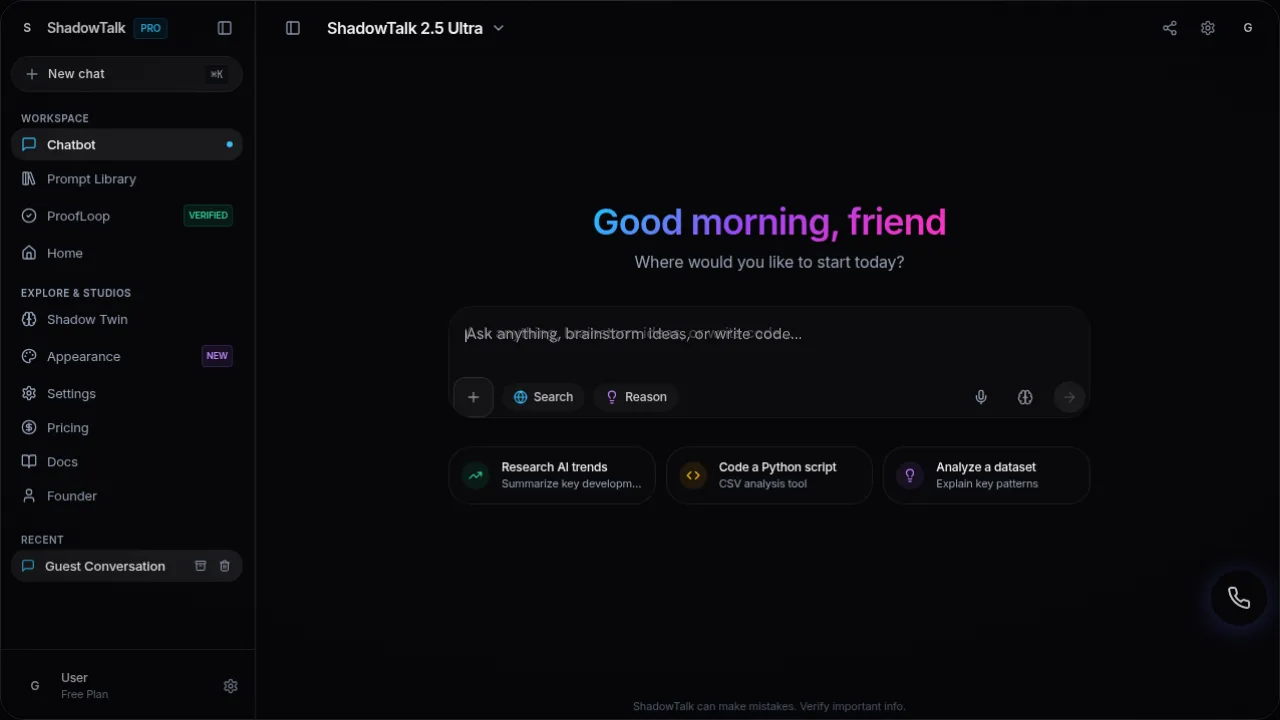 S ShadowTalk PRO
New chat ⌘K
WORKSPACE
Chatbot
Prompt Library
ProofLoop VERIFIED
Home
EXPLORE & STUDIOS
Shadow Twin
Appearance NEW
Settings
Pricing
Docs
Founder
RECENT
Guest Conversation
G User
Free Plan
ShadowTalk 2.5 Ultra
G
Good morning, friend
Where would you like to start today?
Ask anything, brainstorm ideas, or write code...
Search Reason
Research AI trends
Summarize key developm...
Code a Python script
CSV analysis tool
Analyze a dataset
Explain key patterns
ShadowTalk can make mistakes. Verify important info.